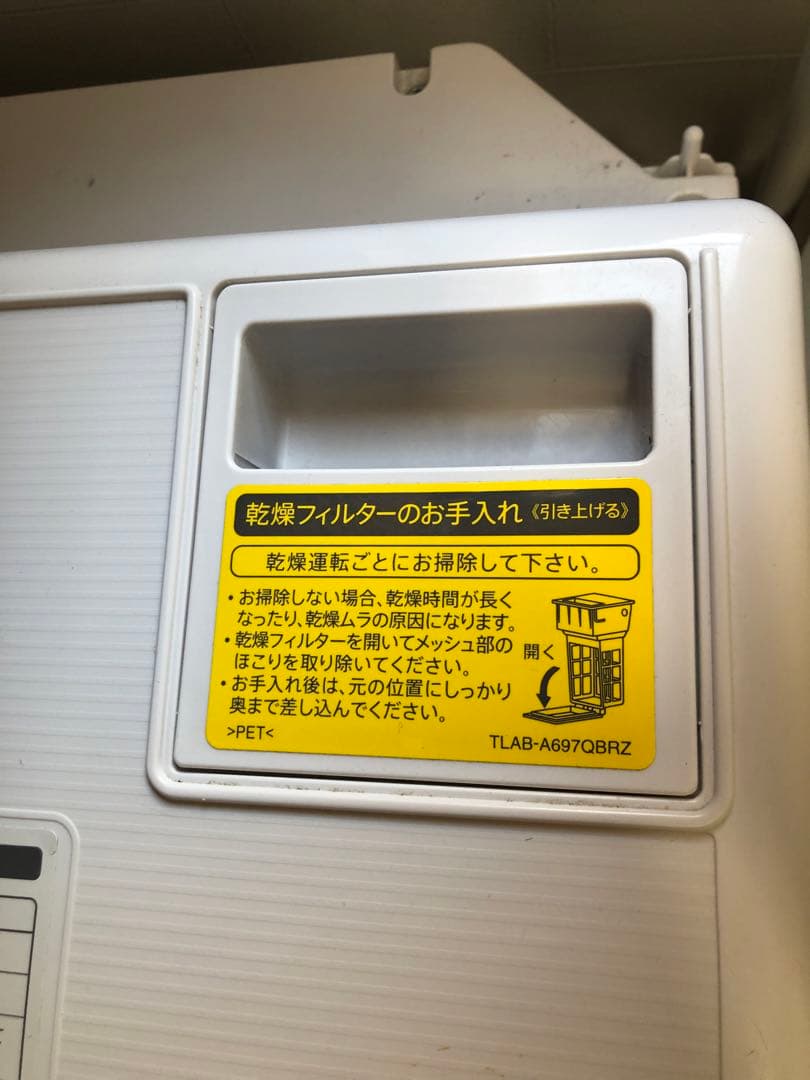 乾燥フィルターのお手入れ《引き上げる》
乾燥運転ごとにお掃除して下さい。
・お掃除しない場合、乾燥時間が長く
なったり、乾燥ムラの原因になります。
・乾燥フィルターを開いてメッシュ部の
ほこりを取り除いてください。
・お手入れ後は、元の位置にしっかり
奥まで差し込んでください。
開く
>PET<
TLAB-A697QBRZ